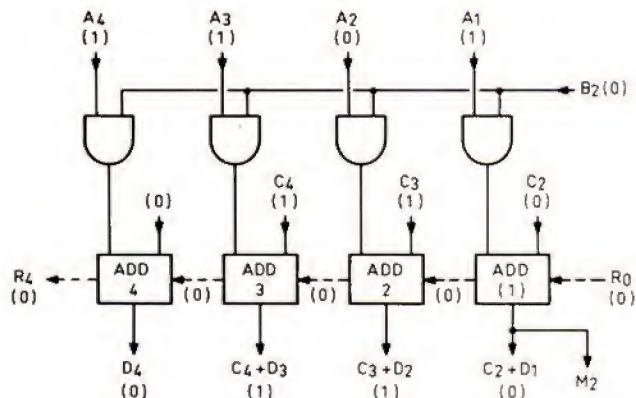 A4 A3 A2 A1
(1) (1) (0) (1)
B2(0)
C4 C3 C2
(0) (1) (1) (0)
R4 ADD ADD ADD ADD R0
(0) 4 (0) 3 (0) 2 (0) (1) (0)
D4 C4+D3 C3+D2 C2+D1 M2
(0) (1) (1) (0)